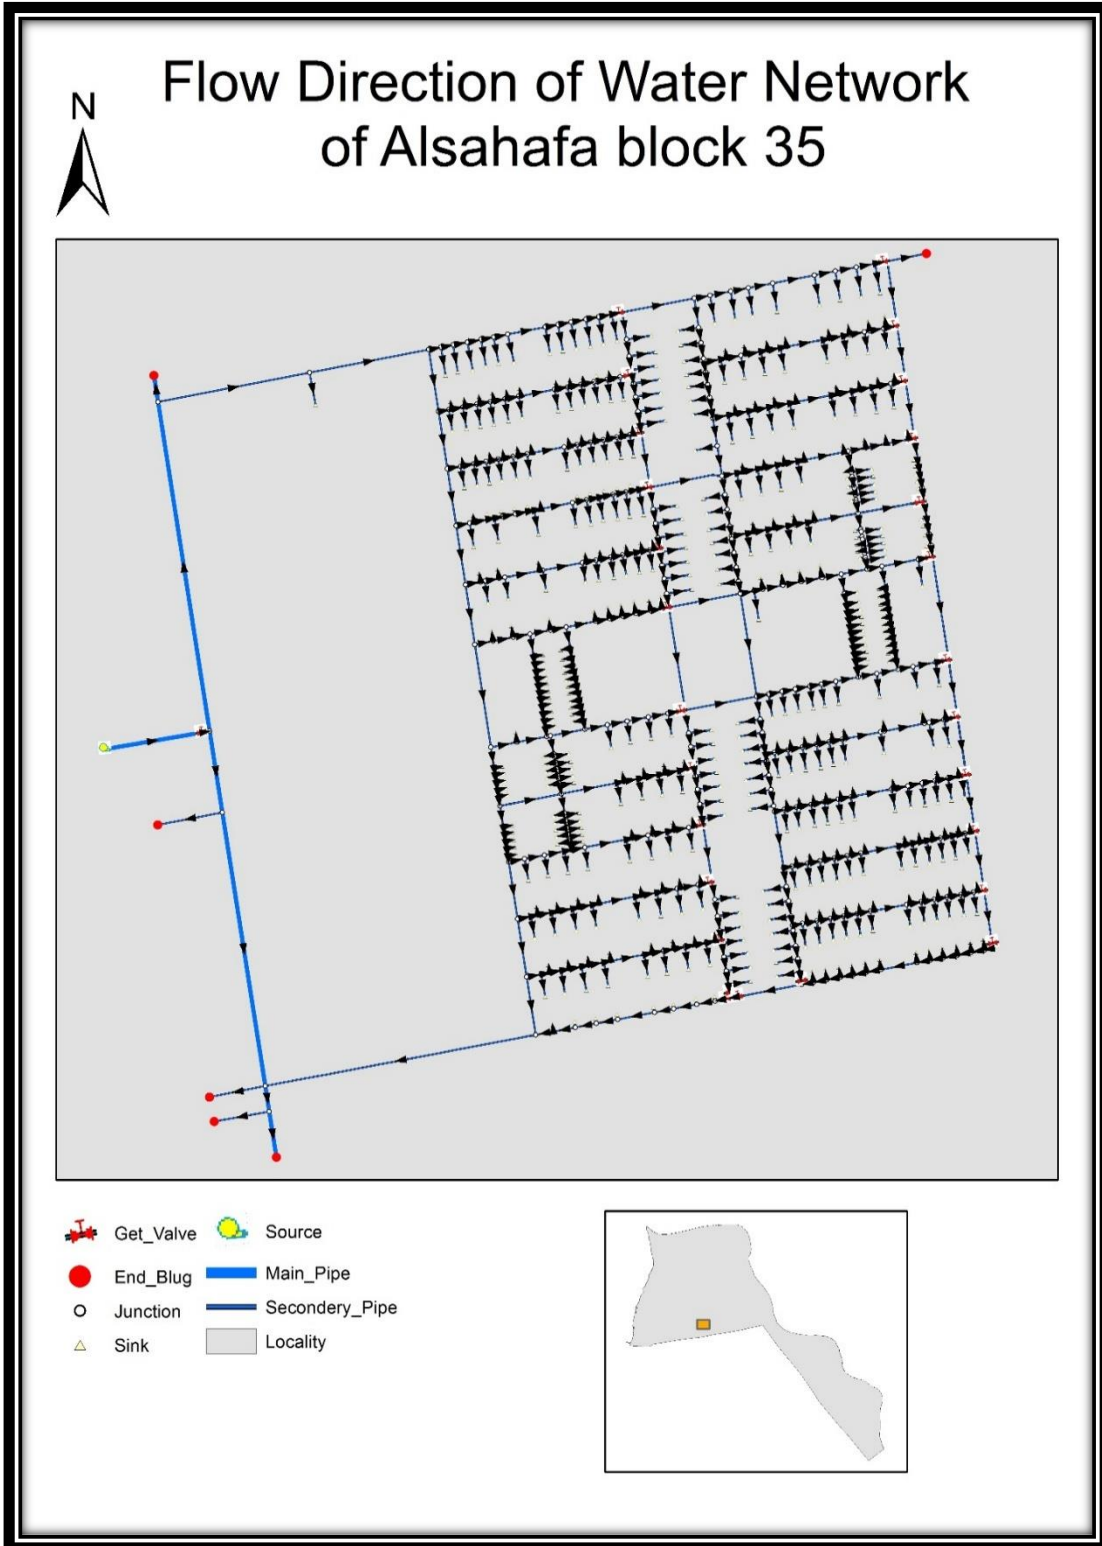 Flow Direction of Water Network
of Alsahafa block 35
N
Get_Valve
Source
End_Blug
Main_Pipe
Junction
Secondery_Pipe
Sink
Locality